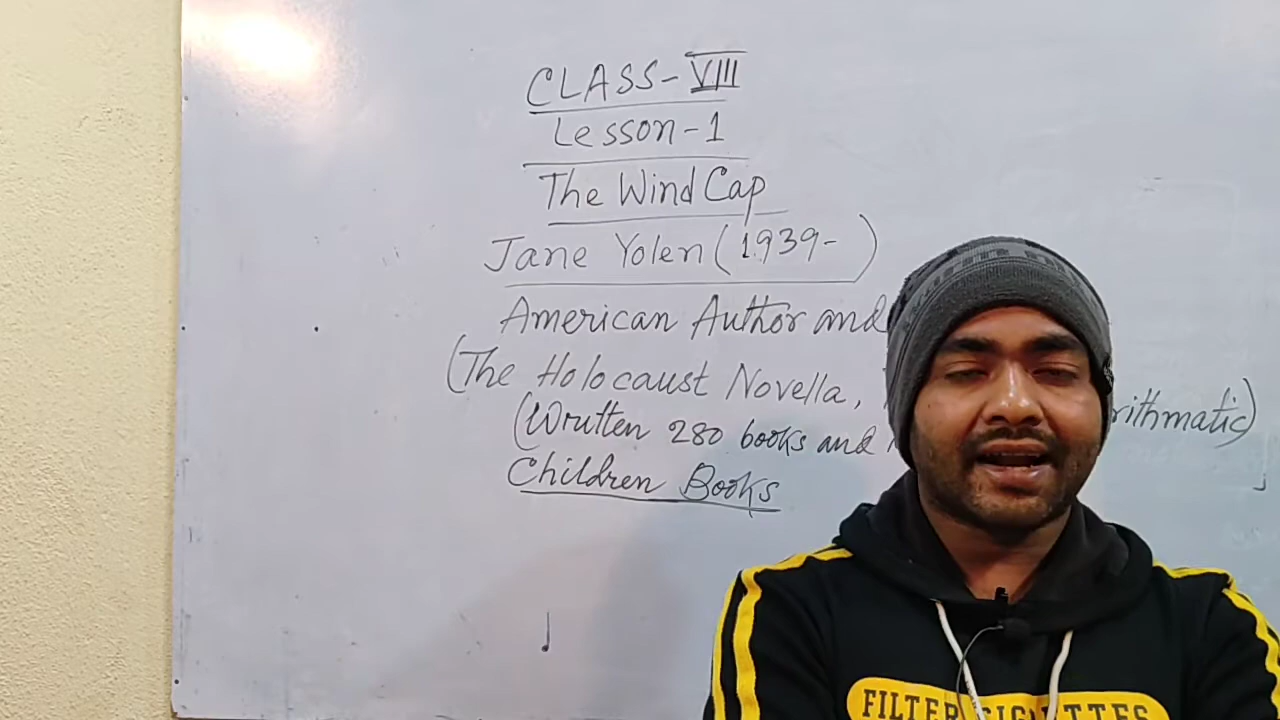 CLASS-VIII
Lesson-1
The Wind Cap
Jane Yolen (1939- )
American Author and
(The Holocaust Novella, rithmatic)
(Written 280 books and
Children Books
FILTER